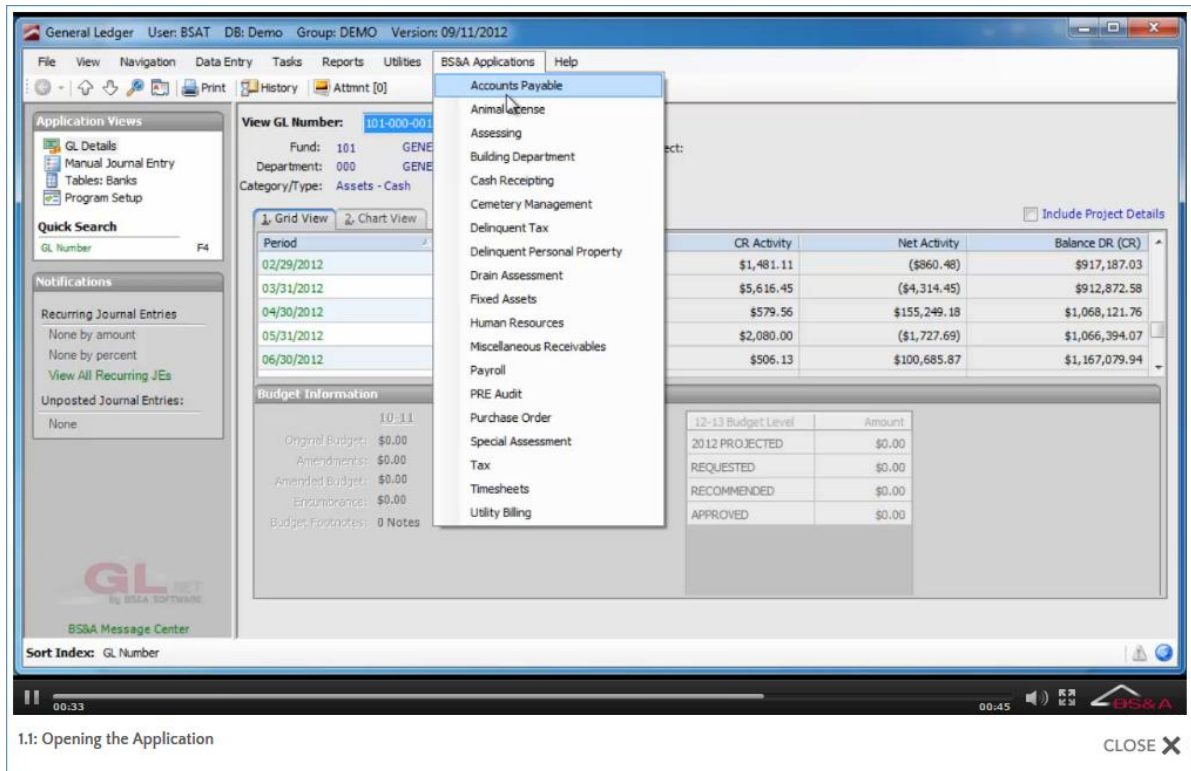 General Ledger User: BSAT DB: Demo Group: DEMO Version: 09/11/2012
File View Navigation Data Entry Tasks Reports Utilities BS&A Applications Help
Print History Attmnt [0]
Application Views
GL Details
Manual Journal Entry
Tables: Banks
Program Setup
Quick Search
GL Number F4
Notifications
Recurring Journal Entries
None by amount
None by percent
View All Recurring JEs
Unposted Journal Entries:
None
GL.NET
by BS&A SOFTWARE
BS&A Message Center
View GL Number: 101-000-001
Fund: 101 GENE
Department: 000 GENE
Category/Type: Assets - Cash
ect:
1. Grid View 2. Chart View
Include Project Details
Period CR Activity Net Activity Balance DR (CR)
02/29/2012 $1,481.11 ($860.48) $917,187.03
03/31/2012 $5,616.45 ($4,314.45) $912,872.58
04/30/2012 $579.56 $155,249.18 $1,068,121.76
05/31/2012 $2,080.00 ($1,727.69) $1,066,394.07
06/30/2012 $506.13 $100,685.87 $1,167,079.94
Accounts Payable
Animal License
Assessing
Building Department
Cash Receipting
Cemetery Management
Delinquent Tax
Delinquent Personal Property
Drain Assessment
Fixed Assets
Human Resources
Miscellaneous Receivables
Payroll
PRE Audit
Purchase Order
Special Assessment
Tax
Timesheets
Utility Billing
Budget Information
10-11
Original Budget: $0.00
Amendments: $0.00
Amended Budget: $0.00
Encumbrance: $0.00
Budget Footnotes: 0 Notes
12-13 Budget Level Amount
2012 PROJECTED $0.00
REQUESTED $0.00
RECOMMENDED $0.00
APPROVED $0.00
Sort Index: GL Number
00:33 00:45 BS&A
1.1: Opening the Application CLOSE